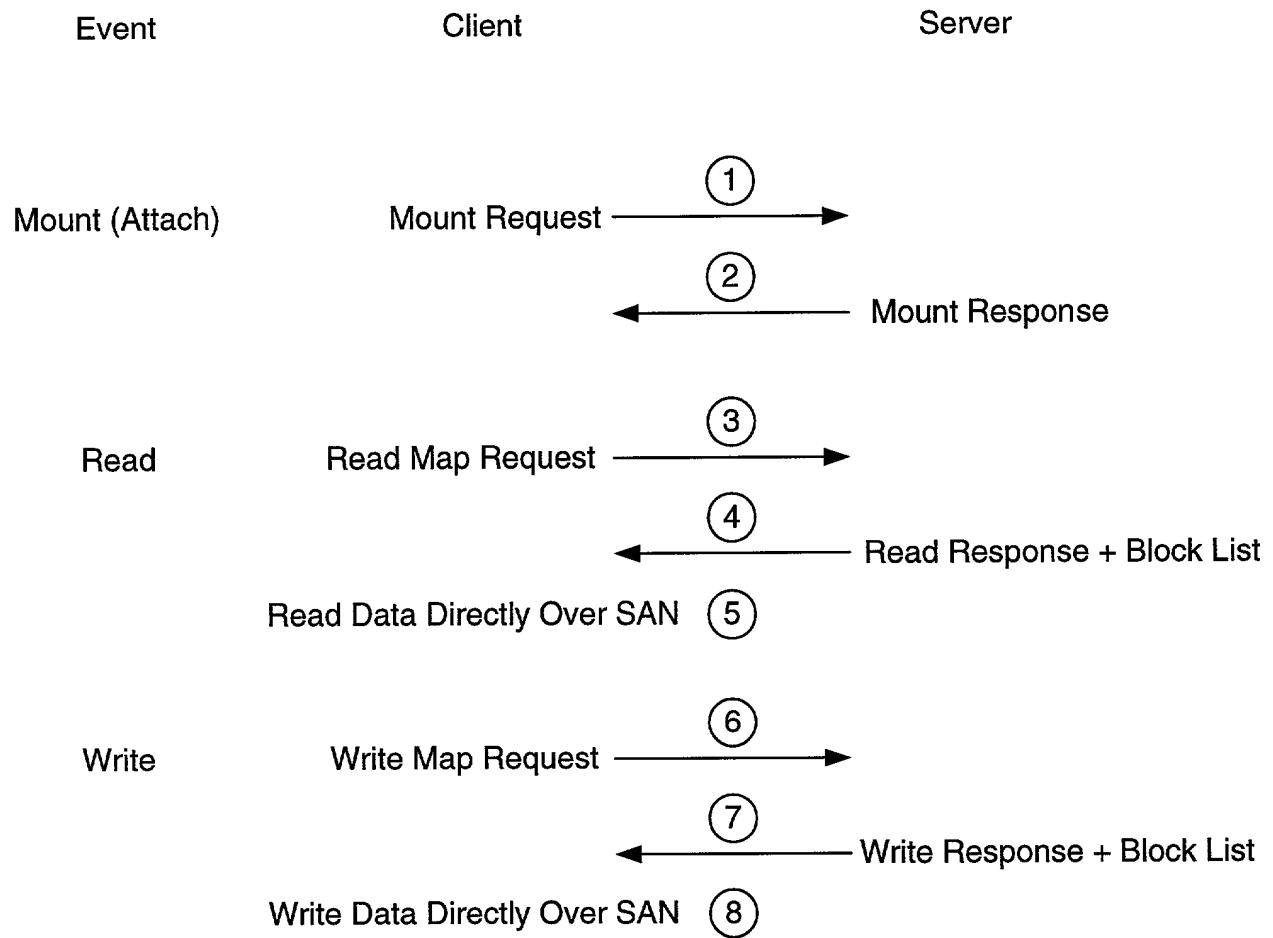 Event Client Server
1
Mount (Attach) Mount Request
2
Mount Response
3
Read Read Map Request
4
Read Response + Block List
Read Data Directly Over SAN 5
6
Write Write Map Request
7
Write Response + Block List
Write Data Directly Over SAN 8